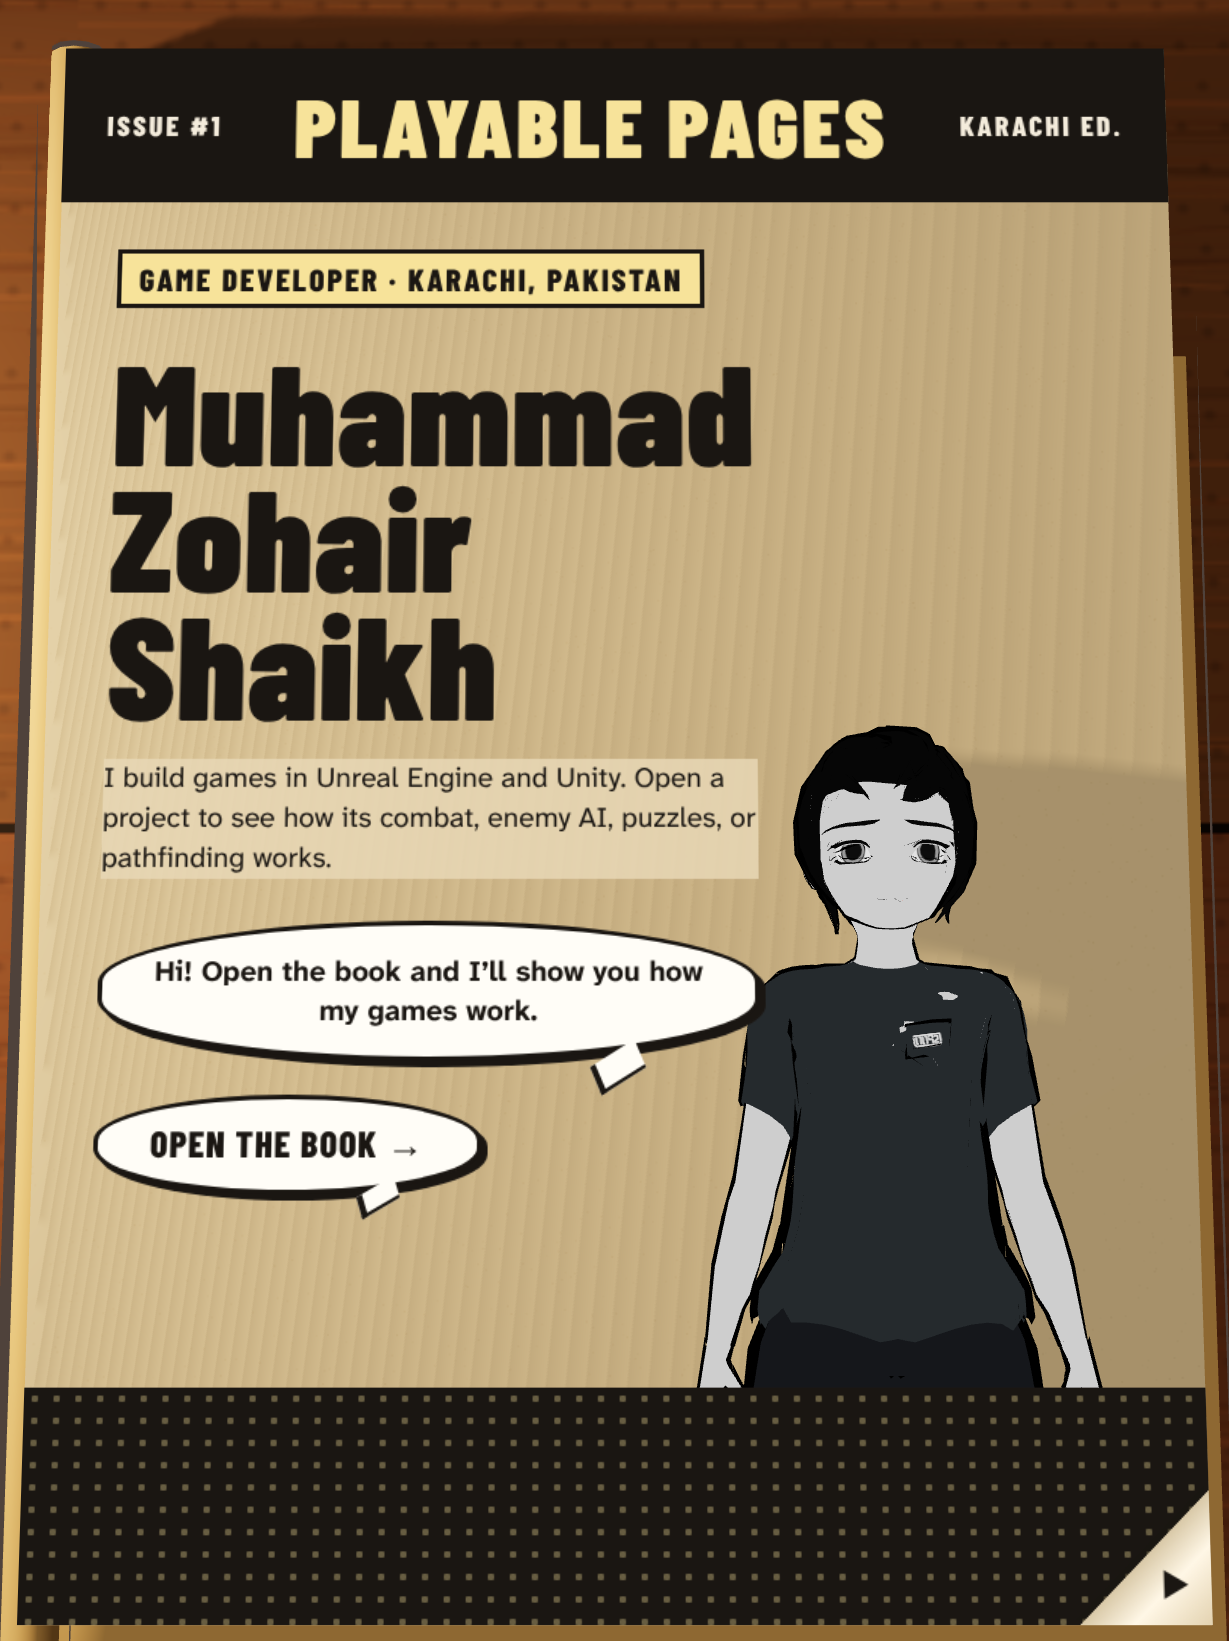 ISSUE #1
PLAYABLE PAGES
KARACHI ED.
GAME DEVELOPER · KARACHI, PAKISTAN
Muhammad
Zohair
Shaikh
I build games in Unreal Engine and Unity. Open a
project to see how its combat, enemy AI, puzzles, or
pathfinding works.
Hi! Open the book and I’ll show you how
my games work.
OPEN THE BOOK →